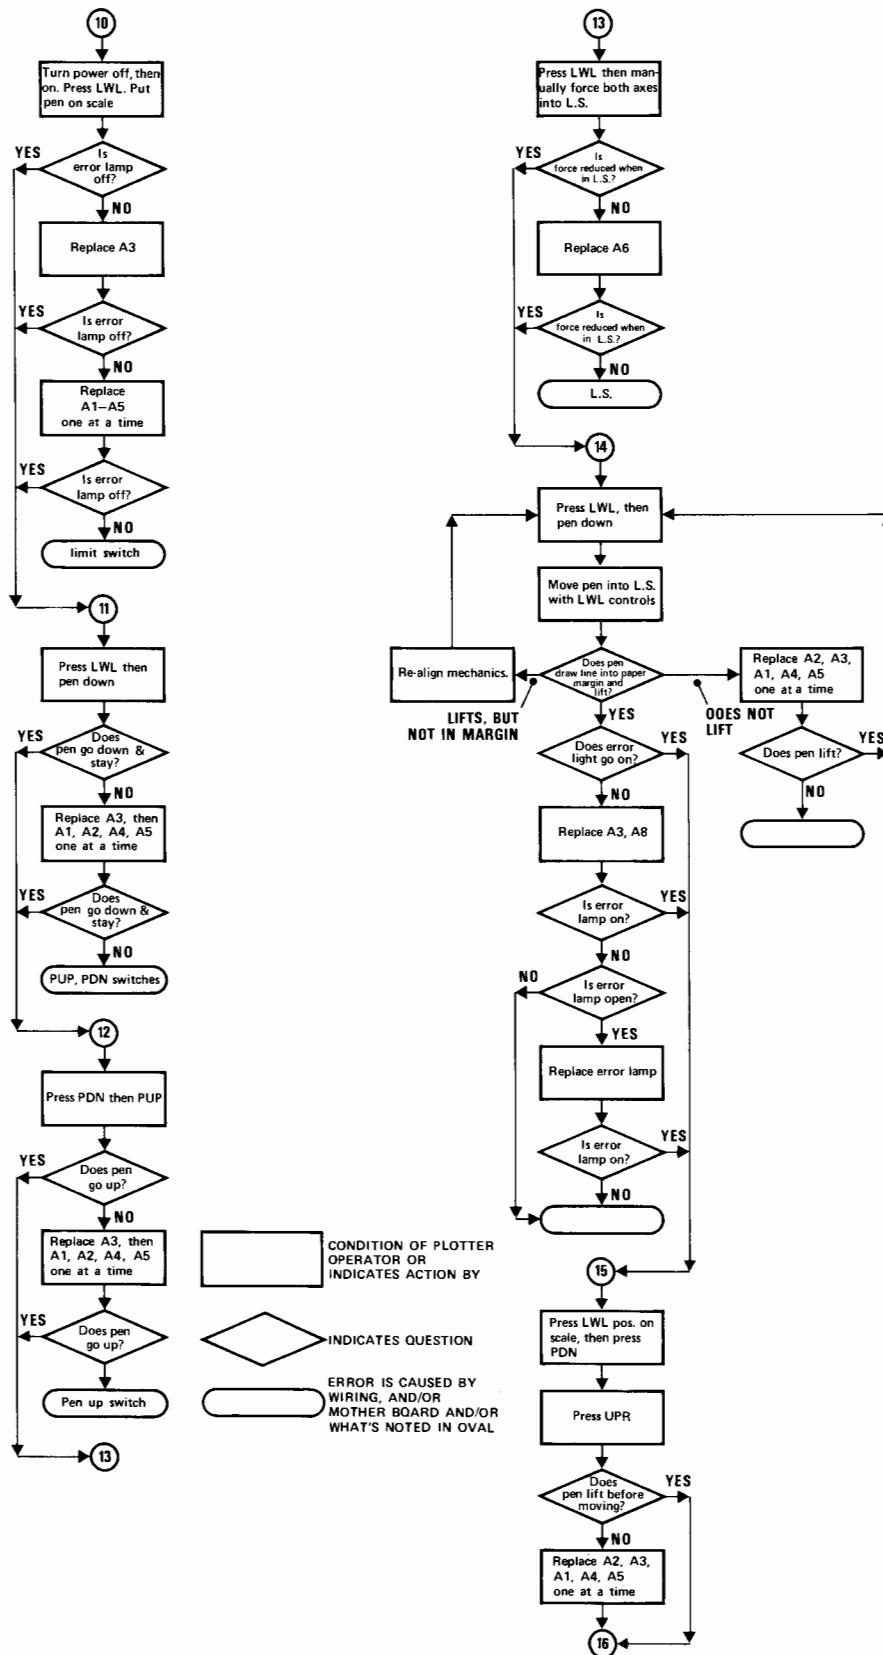 10
Turn power off, then
on. Press LWL. Put
pen on scale
YES
Is
error lamp
off?
NO
Replace A3
YES
Is error
lamp off?
NO
Replace
A1–A5
one at a time
YES
Is error
lamp off?
NO
limit switch
11
Press LWL then
pen down
YES
Does
pen go down &
stay?
NO
Replace A3, then
A1, A2, A4, A5
one at a time
YES
Does
pen go down &
stay?
NO
PUP, PDN switches
12
Press PDN then PUP
YES
Does pen
go up?
NO
Replace A3, then
A1, A2, A4, A5
one at a time
YES
Does pen
go up?
NO
Pen up switch
13
CONDITION OF PLOTTER
OPERATOR OR
INDICATES ACTION BY
INDICATES QUESTION
ERROR IS CAUSED BY
WIRING, AND/OR
MOTHER BOARD AND/OR
WHAT'S NOTED IN OVAL
13
Press LWL then man-
ually force both axes
into L.S.
YES
Is
force reduced when
in L.S.?
NO
Replace A6
YES
Is
force reduced when
in L.S.?
NO
L.S.
14
Press LWL, then
pen down
Move pen into L.S.
with LWL controls
Re-align mechanics.
Does pen
draw line into paper
margin and
lift?
Replace A2, A3,
A1, A4, A5
one at a time
LIFTS, BUT
NOT IN MARGIN
YES
OOES NOT
LIFT
Does error
light go on?
YES
Does pen lift?
YES
NO
NO
Replace A3, A8
Is error
lamp on?
YES
NO
NO
Is error
lamp open?
YES
Replace error lamp
Is error
lamp on?
YES
NO
15
Press LWL pos. on
scale, then press
PDN
Press UPR
Does
pen lift before
moving?
YES
NO
Replace A2, A3,
A1, A4, A5
one at a time
16